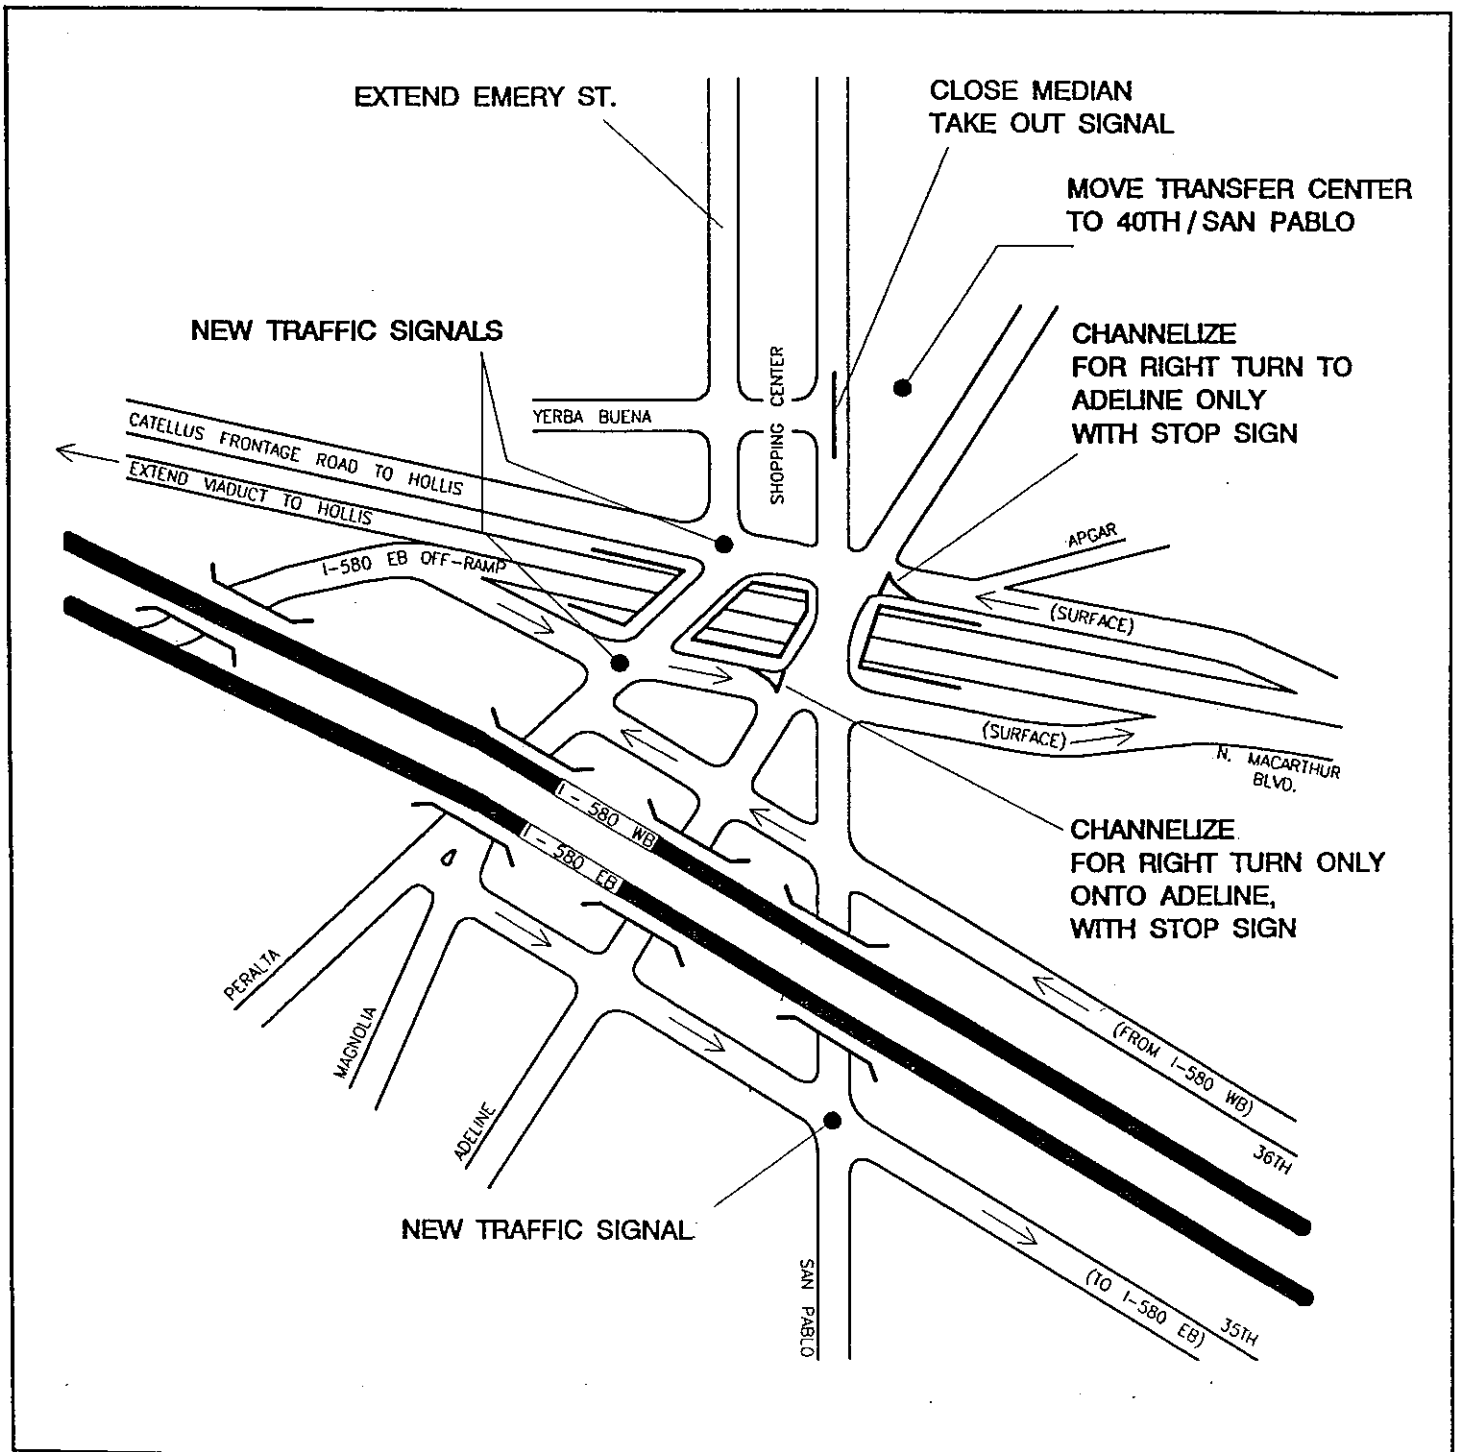 EXTEND EMERY ST.
CLOSE MEDIAN
TAKE OUT SIGNAL
MOVE TRANSFER CENTER
TO 40TH / SAN PABLO
NEW TRAFFIC SIGNALS
CHANNELIZE
FOR RIGHT TURN TO
ADELINE ONLY
WITH STOP SIGN
SHOPPING CENTER
YERBA BUENA
CATELLUS FRONTAGE ROAD TO HOLLIS
EXTEND VIADUCT TO HOLLIS
I-580 EB OFF-RAMP
APGAR
(SURFACE)
(SURFACE)
N. MACARTHUR
BLVD.
I - 580 WB
I - 580 EB
CHANNELIZE
FOR RIGHT TURN ONLY
ONTO ADELINE,
WITH STOP SIGN
PERALTA
MAGNOLIA
ADELINE
(FROM I-580 WB)
36TH
NEW TRAFFIC SIGNAL
SAN PABLO
(TO I-580 EB)
35TH